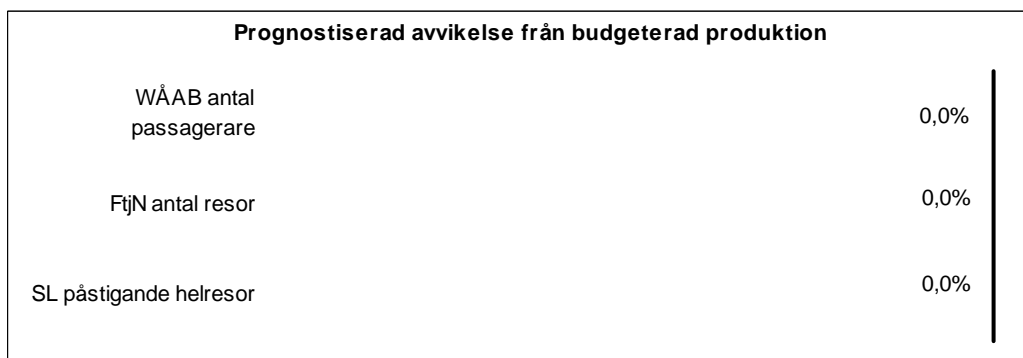 Prognostiserad avvikelse från budgeterad produktion
WÅAB antal
passagerare
0,0%
FtjN antal resor
0,0%
SL påstigande helresor
0,0%